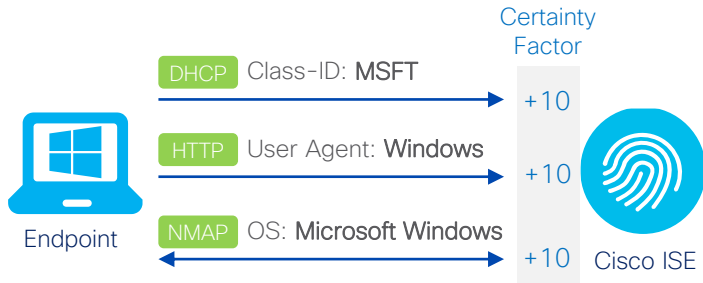 Certainty
Factor
DHCP Class-ID: MSFT
+10
HTTP User Agent: Windows
+10
NMAP OS: Microsoft Windows
+10
Endpoint
Cisco ISE